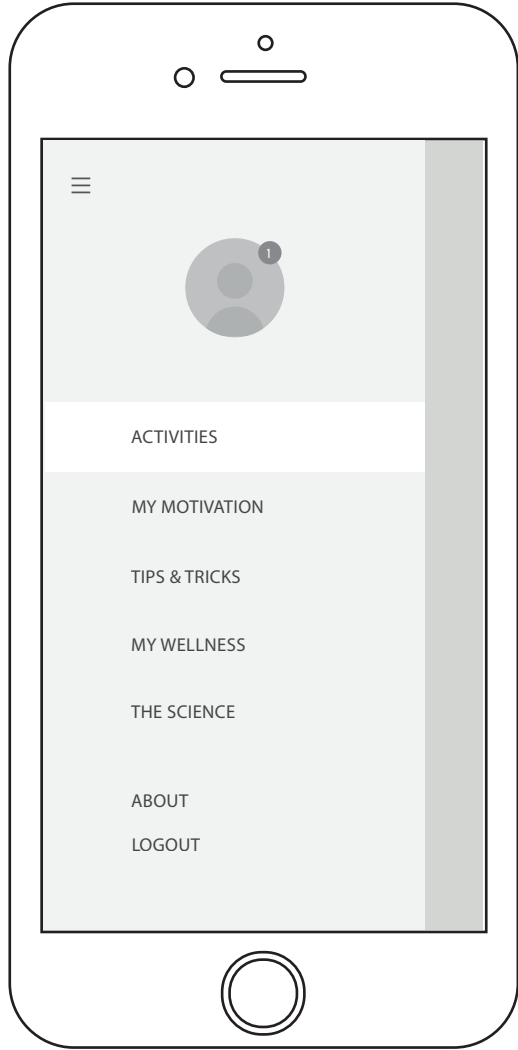 1
ACTIVITIES
MY MOTIVATION
TIPS & TRICKS
MY WELLNESS
THE SCIENCE
ABOUT
LOGOUT